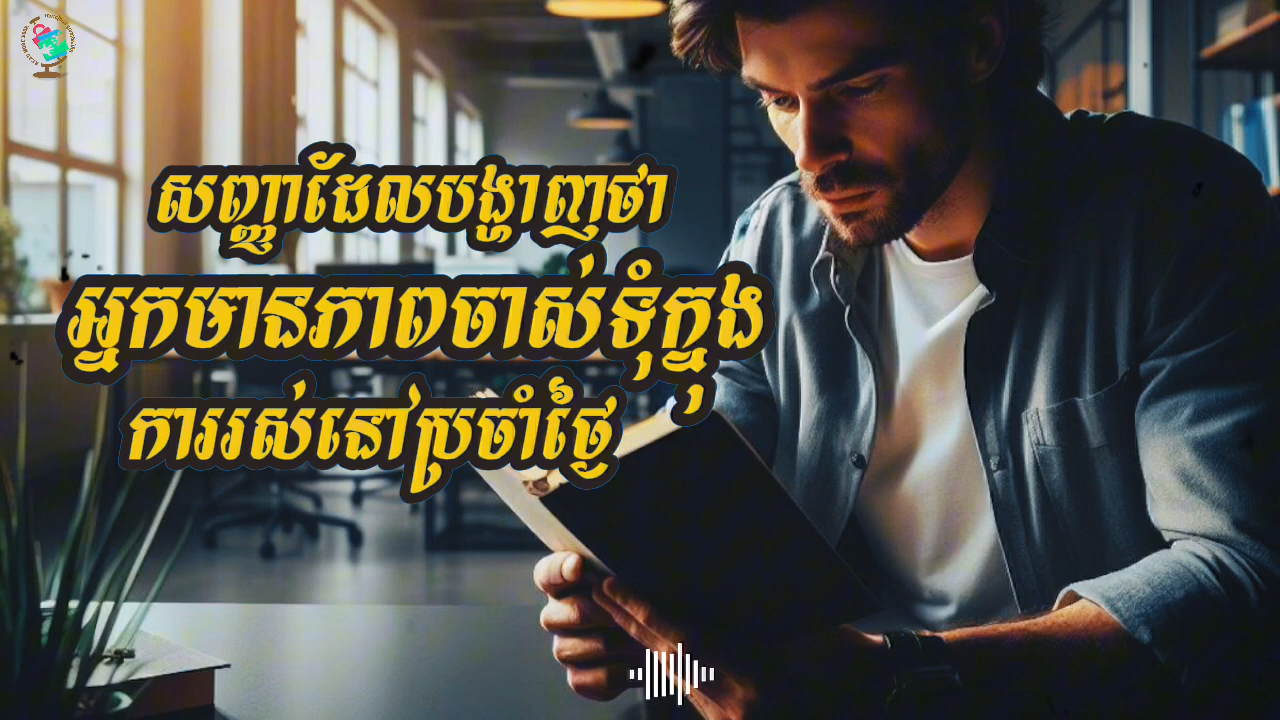 សញ្ញាដែលបង្ហាញថា
អ្នកមានភាពចាស់ទុំក្នុង
ការរស់នៅប្រចាំថ្ងៃ